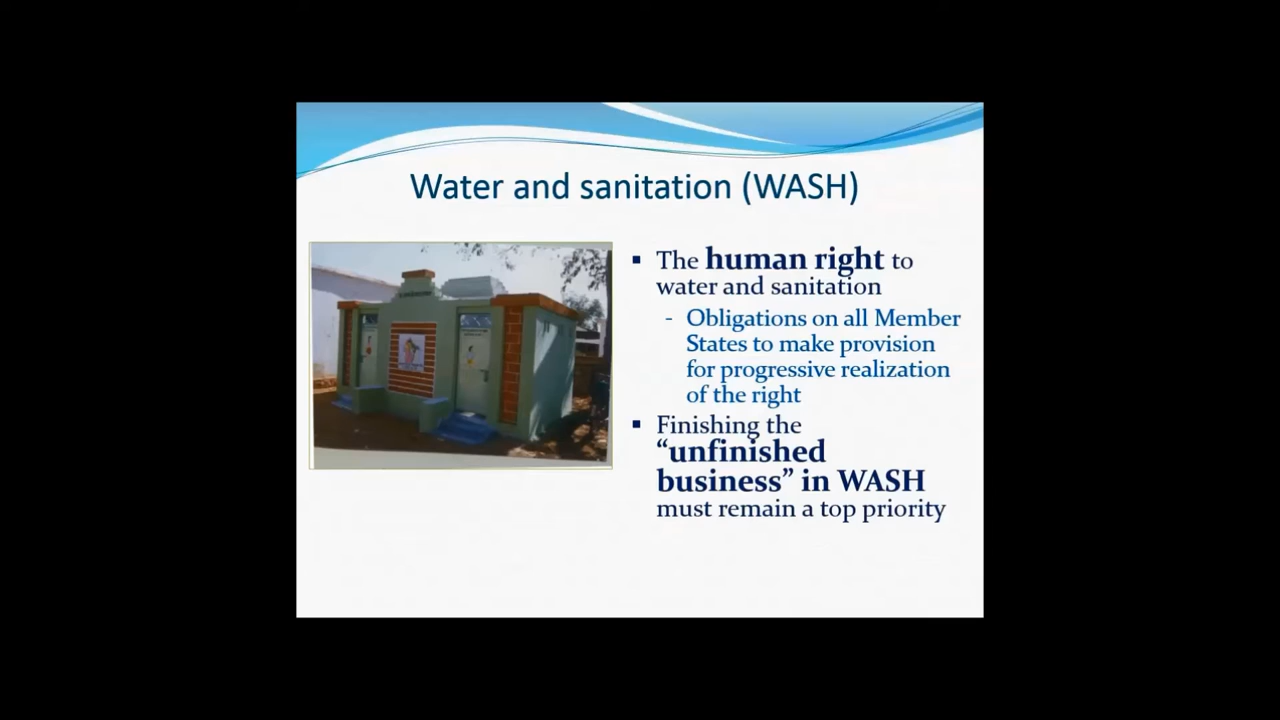 Water and sanitation (WASH)
▪ The human right to
water and sanitation
- Obligations on all Member
States to make provision
for progressive realization
of the right
▪ Finishing the
“unfinished
business” in WASH
must remain a top priority